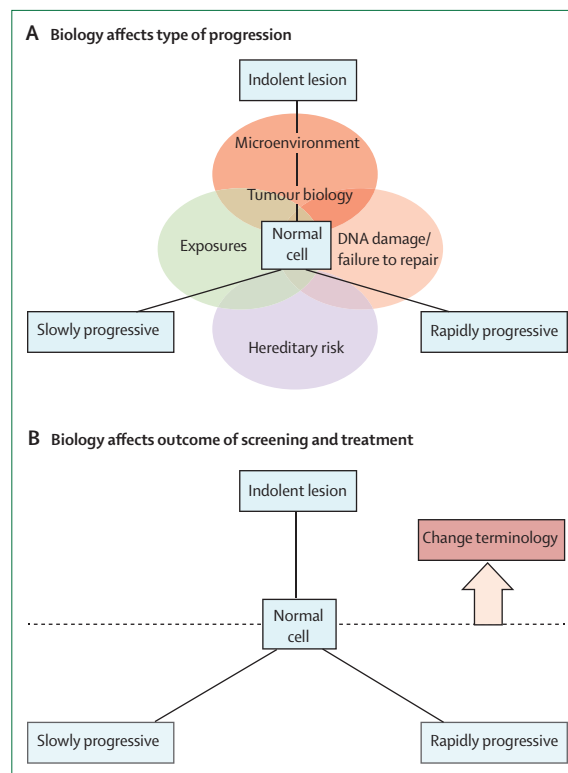 A Biology affects type of progression
Indolent lesion
Microenvironment
Tumour biology
Exposures
Normal
cell
DNA damage/
failure to repair
Slowly progressive
Rapidly progressive
Hereditary risk
B Biology affects outcome of screening and treatment
Indolent lesion
Change terminology
Normal
cell
Slowly progressive
Rapidly progressive